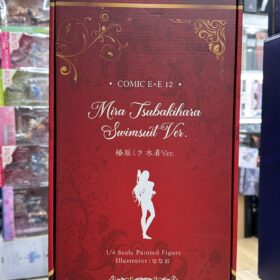 COMIC E×E 12
Mira Tsubakihara
Swimsuit Ver.
椿原ミラ 水着Ver.
1/4 Scale Painted Figure
Illustrator:ななお